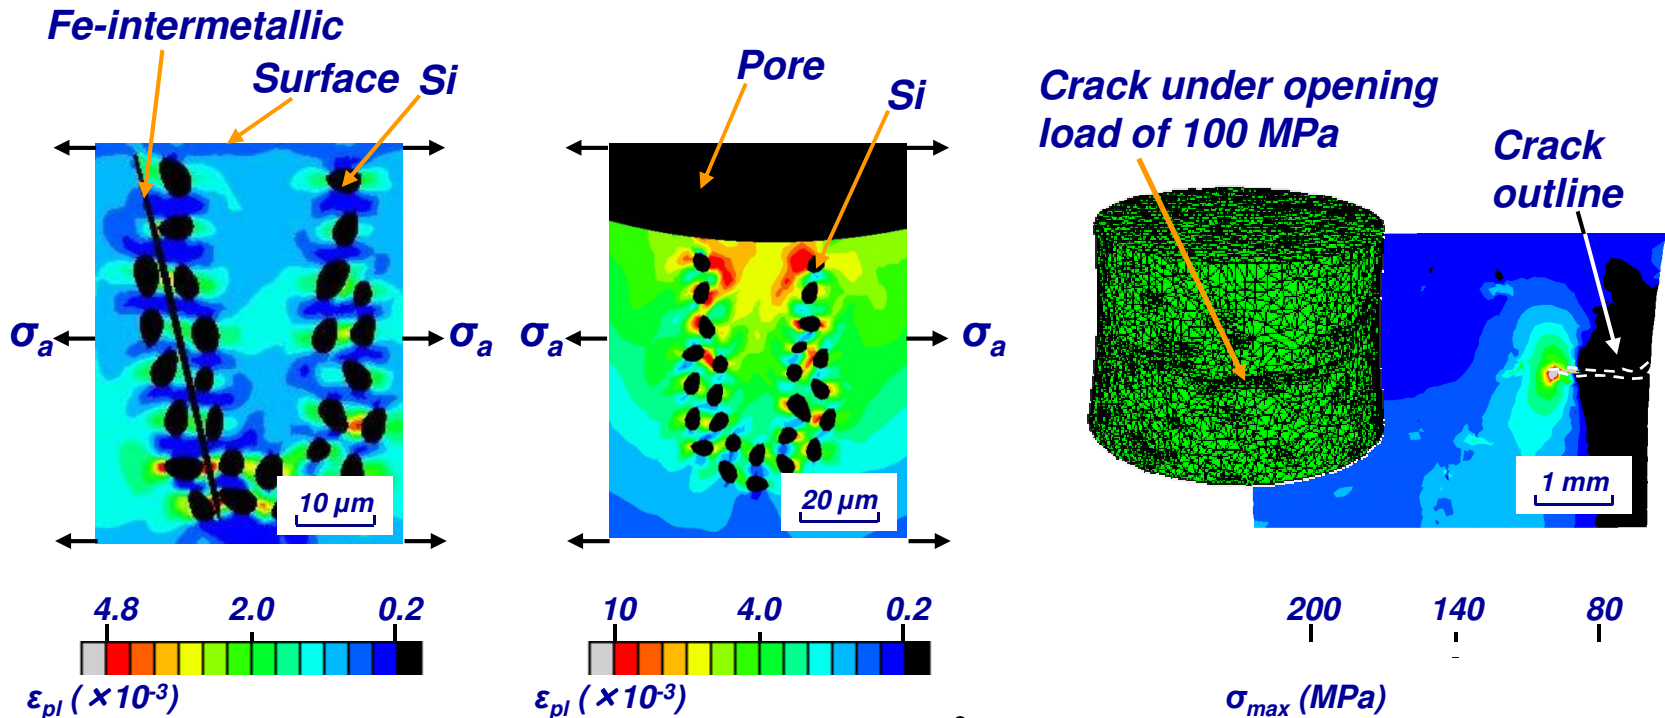 Fe-intermetallic
Surface
Si
Pore
Si
Crack under opening
load of 100 MPa
Crack
outline
σa
σa
σa
σa
10 µm
20 µm
1 mm
4.8 2.0 0.2
10 4.0 0.2
200 140 80
εpl (×10-3)
εpl (×10-3)
σmax (MPa)